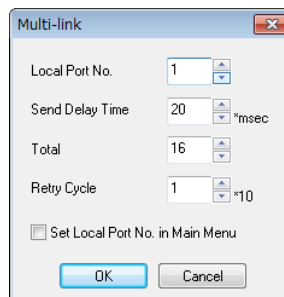 Multi-link
Local Port No. 1
Send Delay Time 20 *msec
Total 16
Retry Cycle 1 *10
Set Local Port No. in Main Menu
OK Cancel